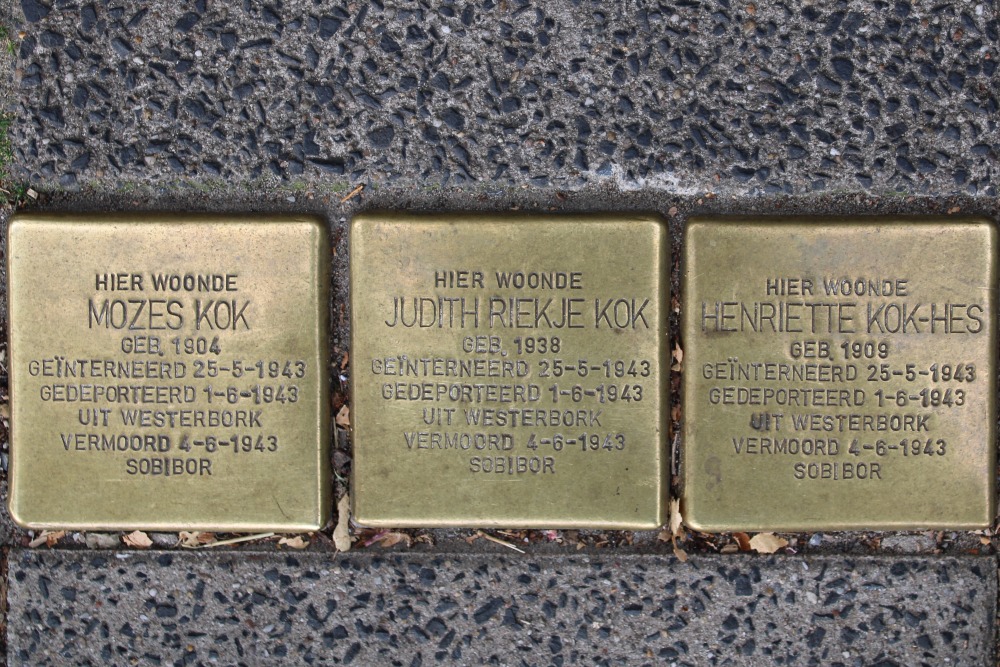 HIER WOONDE
MOZES KOK
GEB. 1904
GEÏNTERNEERD 25-5-1943
GEDEPORTEERD 1-6-1943
UIT WESTERBORK
VERMOORD 4-6-1943
SOBIBOR
HIER WOONDE
JUDITH RIEKJE KOK
GEB. 1938
GEÏNTERNEERD 25-5-1943
GEDEPORTEERD 1-6-1943
UIT WESTERBORK
VERMOORD 4-6-1943
SOBIBOR
HIER WOONDE
HENRIETTE KOK-HES
GEB. 1909
GEÏNTERNEERD 25-5-1943
GEDEPORTEERD 1-6-1943
UIT WESTERBORK
VERMOORD 4-6-1943
SOBIBOR